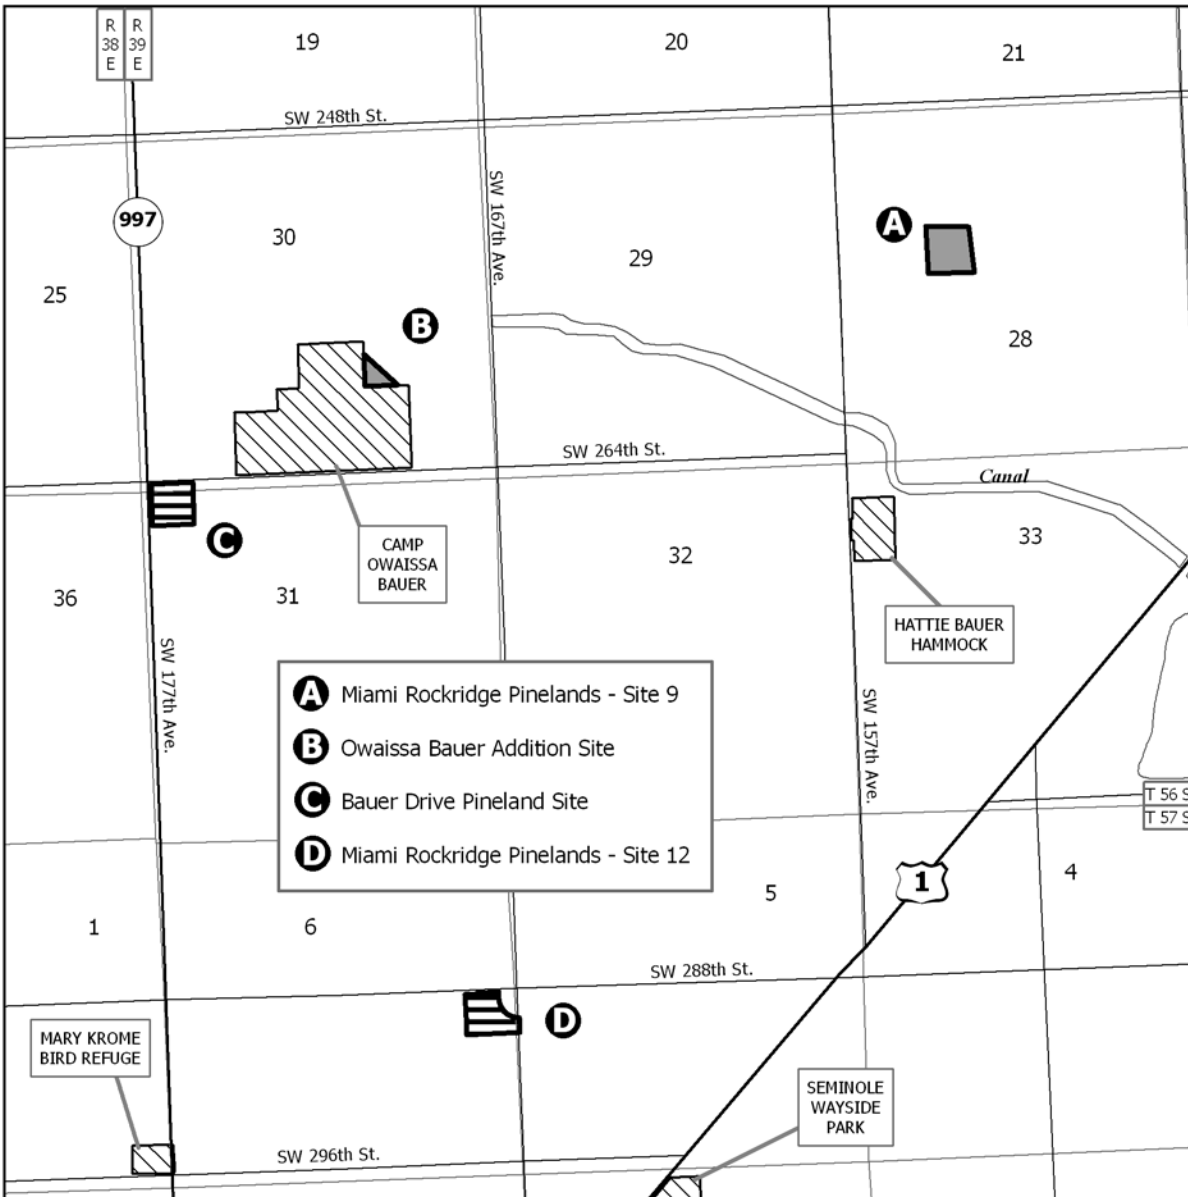 R
38
E
R
39
E
19
20
21
SW 248th St.
SW 167th Ave.
997
A
30
29
25
B
28
SW 264th St.
Canal
C
CAMP
OWAISSA
BAUER
32
33
36
31
HATTIE BAUER
HAMMOCK
SW 177th Ave.
A Miami Rockridge Pinelands - Site 9
B Owaissa Bauer Addition Site
C Bauer Drive Pineland Site
D Miami Rockridge Pinelands - Site 12
SW 157th Ave.
T 56 S
T 57 S
1
4
5
1
6
SW 288th St.
D
MARY KROME
BIRD REFUGE
SEMINOLE
WAYSIDE
PARK
SW 296th St.